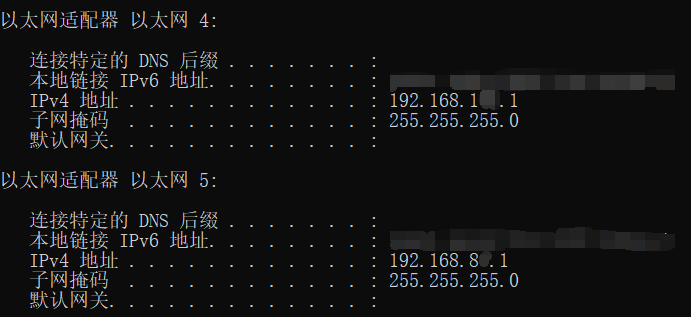 以太网适配器 以太网 4:
连接特定的 DNS 后缀 . . . . . . . :
本地链接 IPv6 地址. . . . . . . . :
IPv4 地址 . . . . . . . . . . . . : 192.168.1 .1
子网掩码  . . . . . . . . . . . . : 255.255.255.0
默认网关. . . . . . . . . . . . . :
以太网适配器 以太网 5:
连接特定的 DNS 后缀 . . . . . . . :
本地链接 IPv6 地址. . . . . . . . :
IPv4 地址 . . . . . . . . . . . . : 192.168.8 .1
子网掩码  . . . . . . . . . . . . : 255.255.255.0
默认网关. . . . . . . . . . . . . :